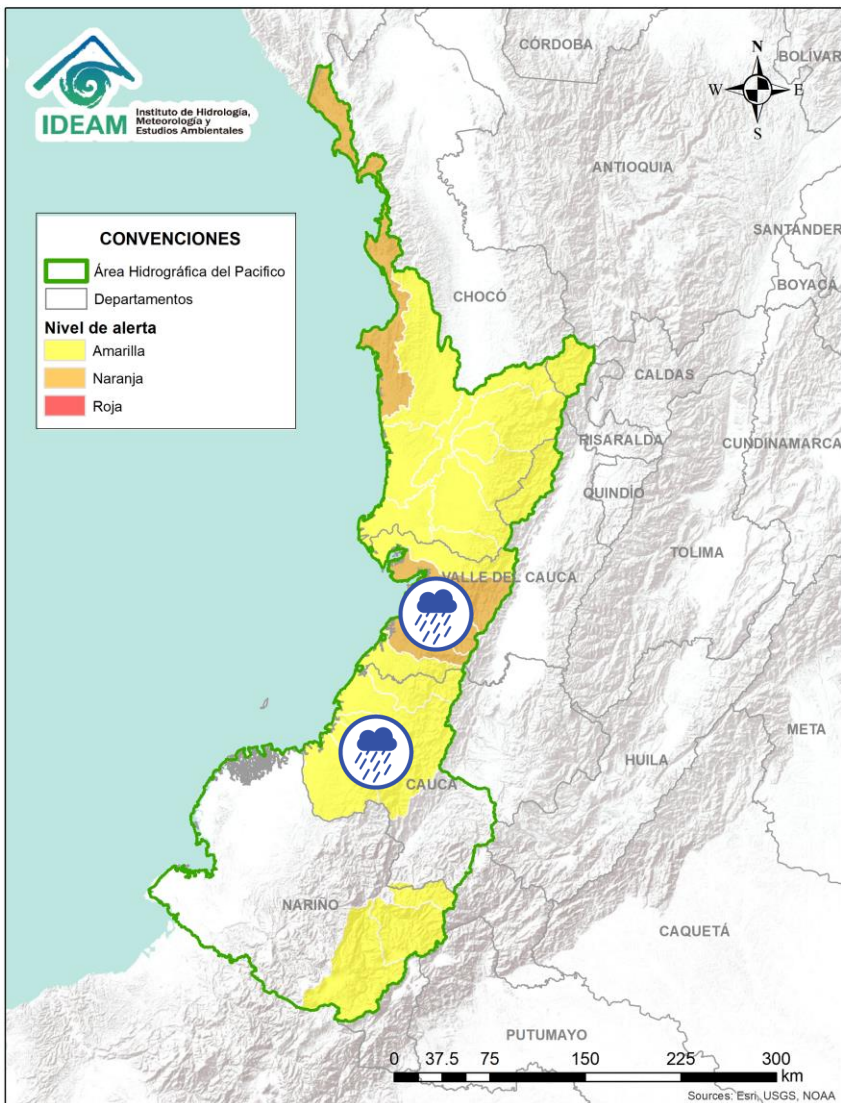 IDEAM
Instituto de Hidrología,
Meteorología y
Estudios Ambientales
CÓRDOBA
BOLÍVAR
N
W E
S
ANTIOQUIA
SANTANDER
BOYACÁ
CONVENCIONES
Área Hidrográfica del Pacifico
Departamentos
Nivel de alerta
Amarilla
Naranja
Roja
CHOCÓ
CALDAS
RISARALDA
CUNDINAMARCA
QUINDÍO
TOLIMA
VALLE DEL CAUCA
META
HUILA
CAUCA
NARIÑO
CAQUETÁ
PUTUMAYO
0 37.5 75 150 225 300
km
Sources: Esri, USGS, NOAA